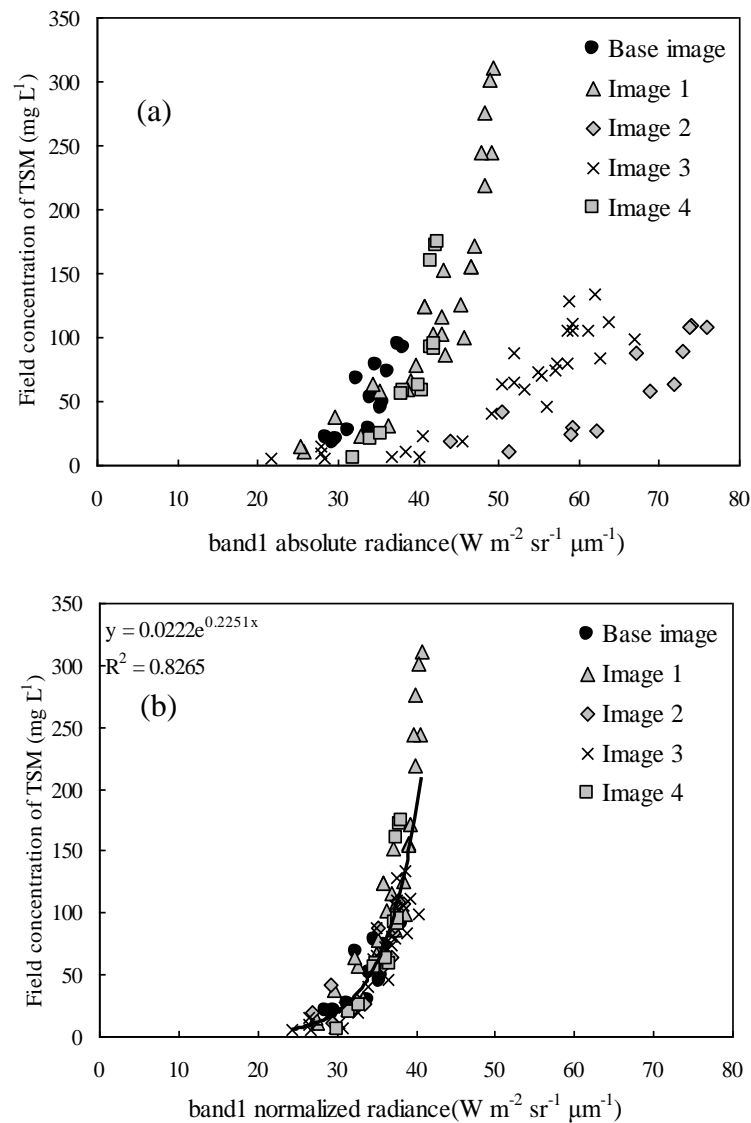 350
300
250
200
150
100
50
0
Field concentration of TSM (mg L⁻¹)
(a)
Base image
Image 1
Image 2
Image 3
Image 4
0 10 20 30 40 50 60 70 80
band1 absolute radiance(W m⁻² sr⁻¹ μm⁻¹)
350
300
250
200
150
100
50
0
Field concentration of TSM (mg L⁻¹)
y = 0.0222e^0.2251x
R² = 0.8265
(b)
Base image
Image 1
Image 2
Image 3
Image 4
0 10 20 30 40 50 60 70 80
band1 normalized radiance(W m⁻² sr⁻¹ μm⁻¹)